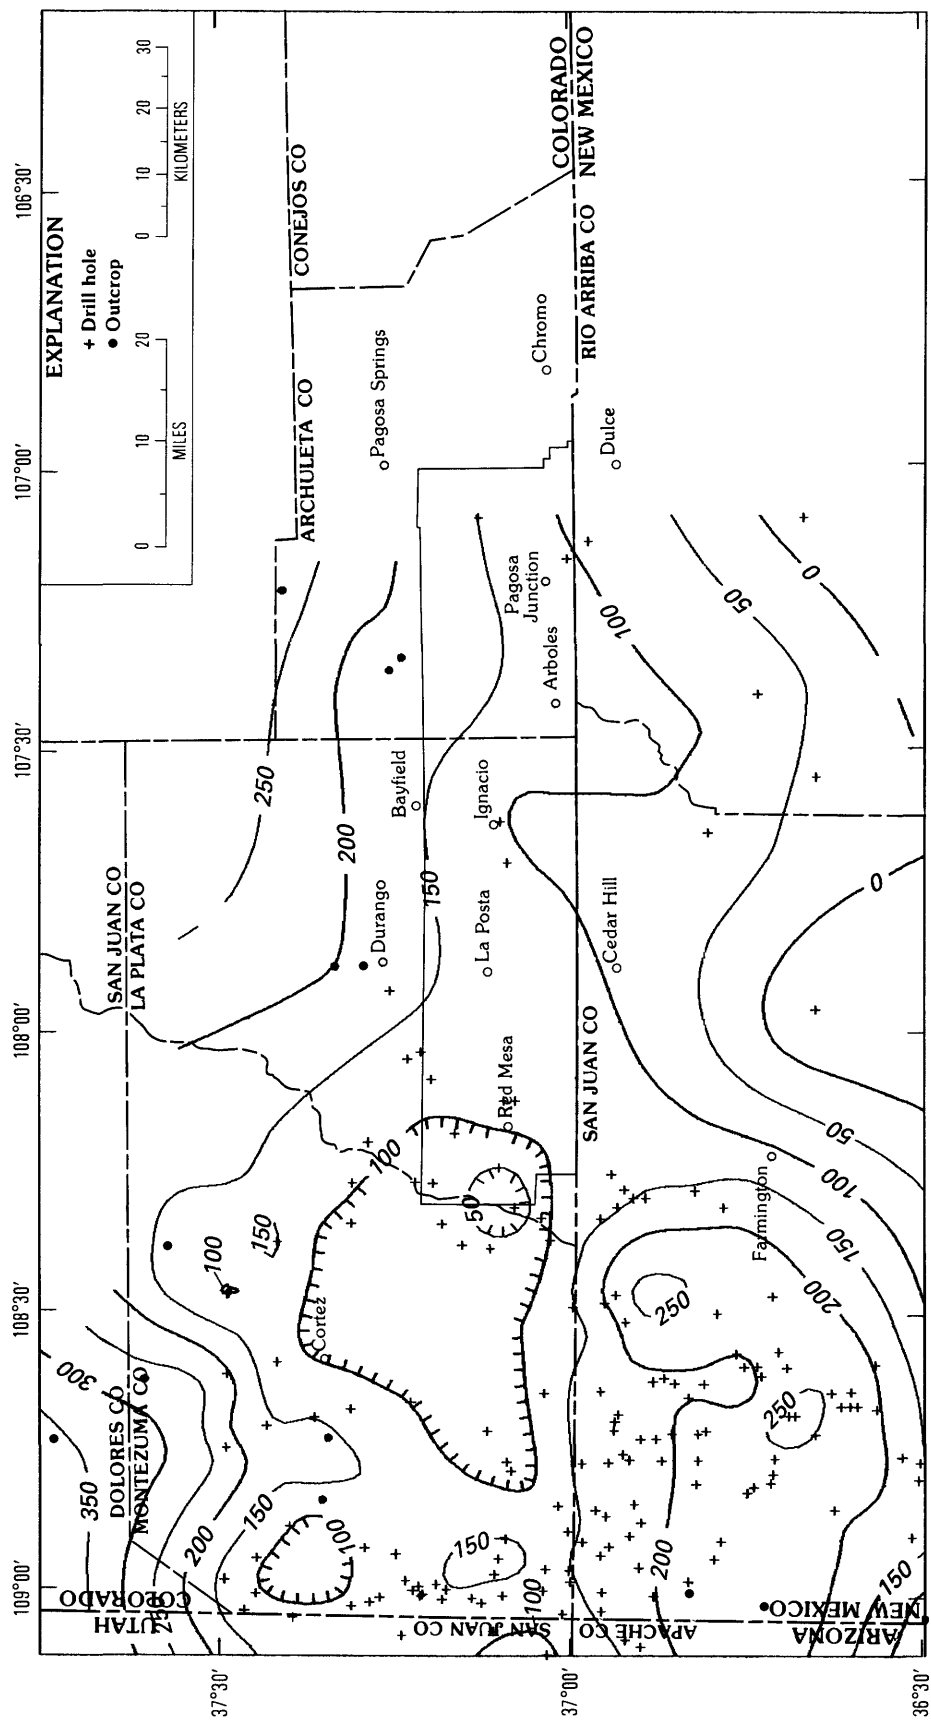 EXPLANATION
+ Drill hole
● Outcrop
0 10 20
MILES
0 10 20 30
KILOMETERS
109°00'
108°30'
108°00'
107°30'
107°00'
106°30'
37°30'
37°00'
36°30'
UTAH
COLORADO
DOLORES CO
MONTEZUMA CO
SAN JUAN CO
LA PLATA CO
ARCHULETA CO
CONEJOS CO
COLORADO
NEW MEXICO
RIO ARRIBA CO
SAN JUAN CO
SAN JUAN CO
APACHE CO
ARIZONA
NEW MEXICO
Cortez
Durango
Bayfield
Ignacio
La Posta
Red Mesa
Pagosa Springs
Pagosa
Junction
Arboles
Chromo
Dulce
Cedar Hill
Farmington
350
300
250
200
150
100
150
100
150
100
100
50
250
200
150
100
50
0
0
50
100
150
200
250
250
200
150